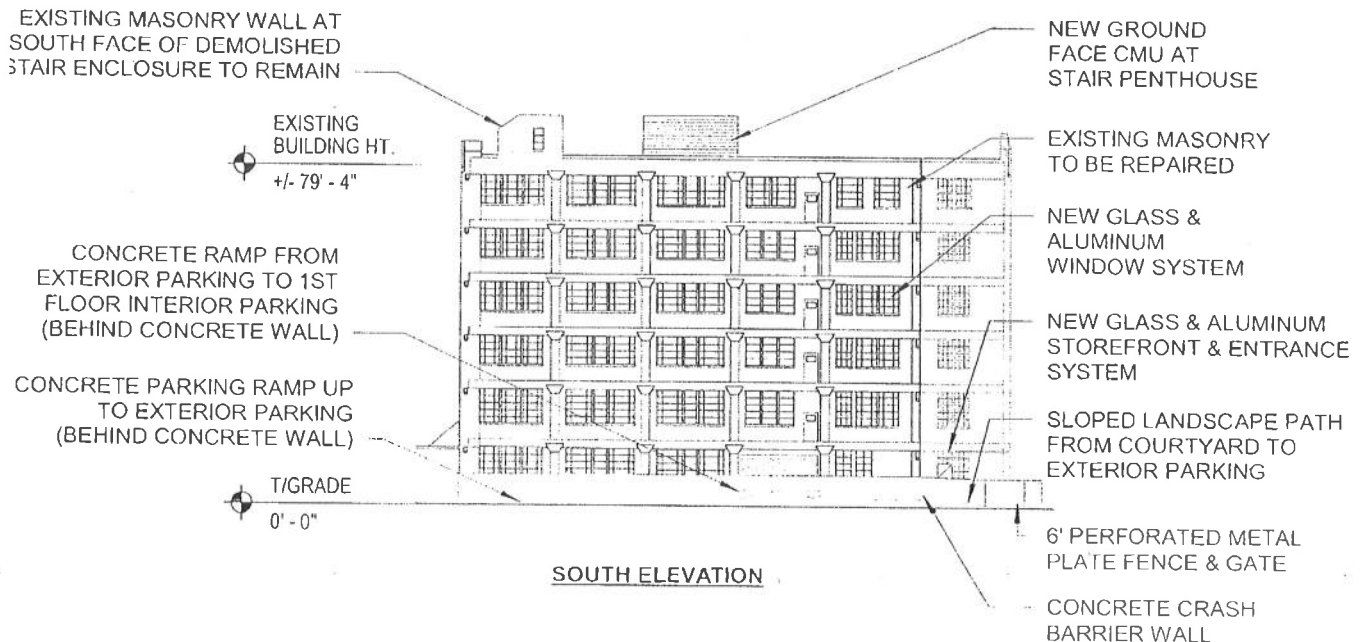 EXISTING MASONRY WALL AT
SOUTH FACE OF DEMOLISHED
STAIR ENCLOSURE TO REMAIN
EXISTING
BUILDING HT.
+/- 79' - 4"
CONCRETE RAMP FROM
EXTERIOR PARKING TO 1ST
FLOOR INTERIOR PARKING
(BEHIND CONCRETE WALL)
CONCRETE PARKING RAMP UP
TO EXTERIOR PARKING
(BEHIND CONCRETE WALL)
T/GRADE
0' - 0"
NEW GROUND
FACE CMU AT
STAIR PENTHOUSE
EXISTING MASONRY
TO BE REPAIRED
NEW GLASS &
ALUMINUM
WINDOW SYSTEM
NEW GLASS & ALUMINUM
STOREFRONT & ENTRANCE
SYSTEM
SLOPED LANDSCAPE PATH
FROM COURTYARD TO
EXTERIOR PARKING
6' PERFORATED METAL
PLATE FENCE & GATE
CONCRETE CRASH
BARRIER WALL
SOUTH ELEVATION